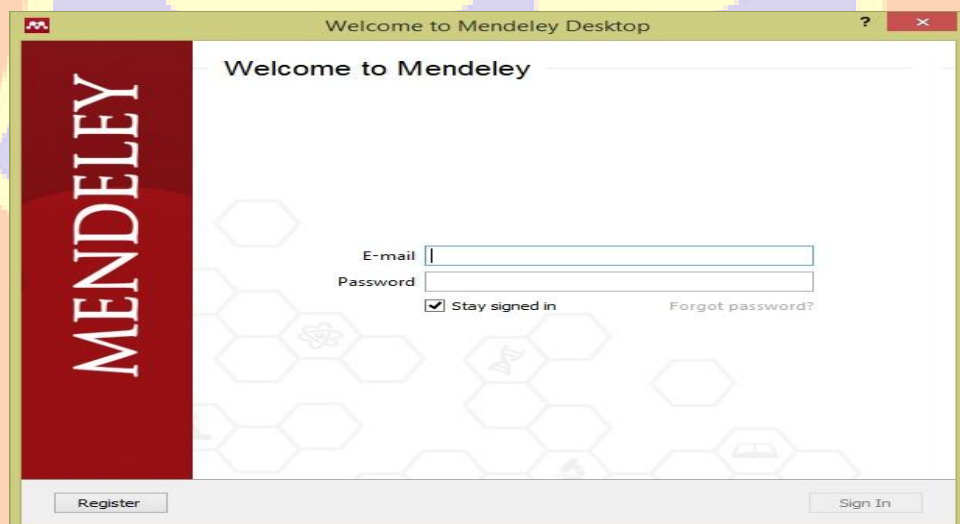 Welcome to Mendeley Desktop
?
MENDELEY
Welcome to Mendeley
E-mail
Password
Stay signed in
Forgot password?
Register
Sign In